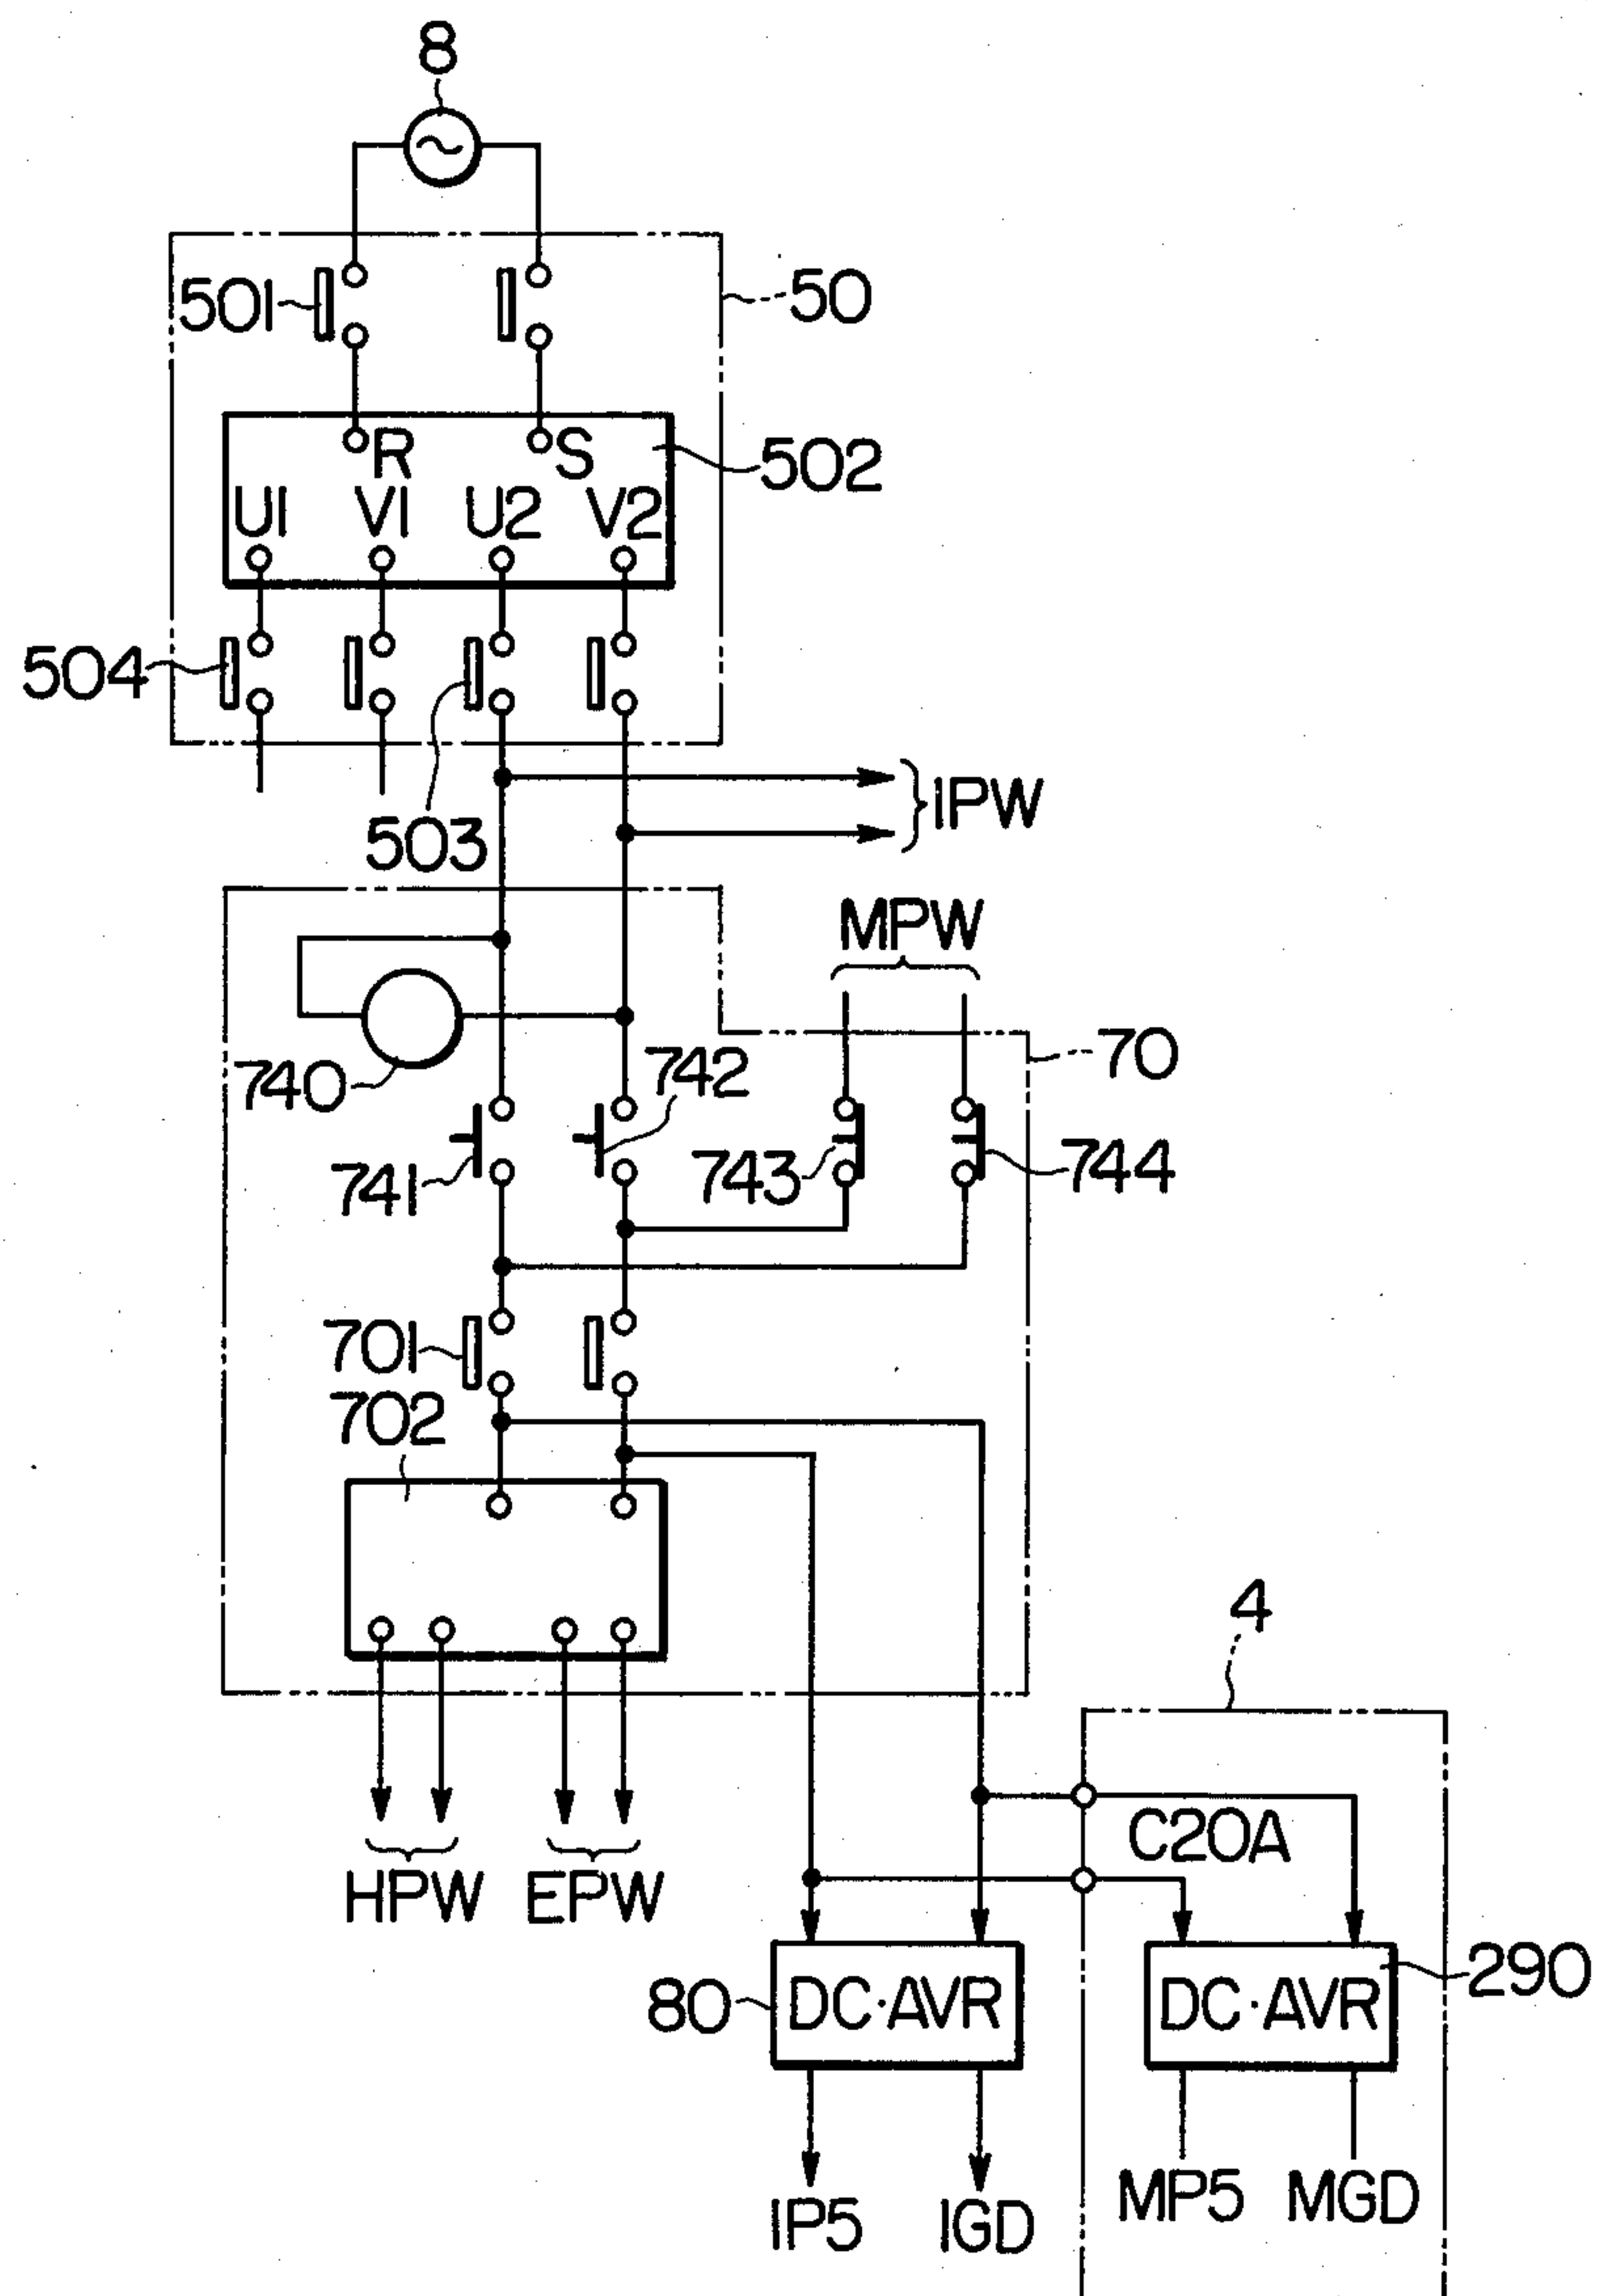 8
501
50
R
S
502
U1
V1
U2
V2
504
503
IPW
MPW
70
740
742
741
743
744
701
702
4
C20A
HPW
EPW
80
DC·AVR
DC·AVR
290
IP5
IGD
MP5
MGD